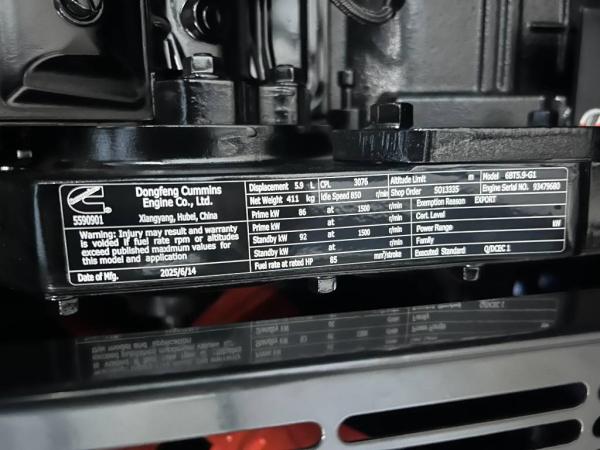 Dongfeng Cummins
Engine Co., Ltd.
5590901
Xiangyang, Hubei, China
Warning: Injury may result and warranty
is voided if fuel rate rpm or altitudes
exceed published maximum values for
this model and application
Date of Mfg. 2025/6/14
Displacement 5.9 L CPL 3076 Altitude Limit m Model 6BT5.9-G1
Net Weight 411 kg Idle Speed 850 r/min Shop Order SO13335 Engine Serial NO. 93479680
Prime kW 86 at 1500 r/min Exemption Reason EXPORT
Prime kW at r/min Cert. Level
Standby kW 92 at 1500 r/min Power Range: kW
Standby kW at r/min Family
Fuel rate at rated HP 85 mm³/stroke Executed Standard: Q/DCEC 1